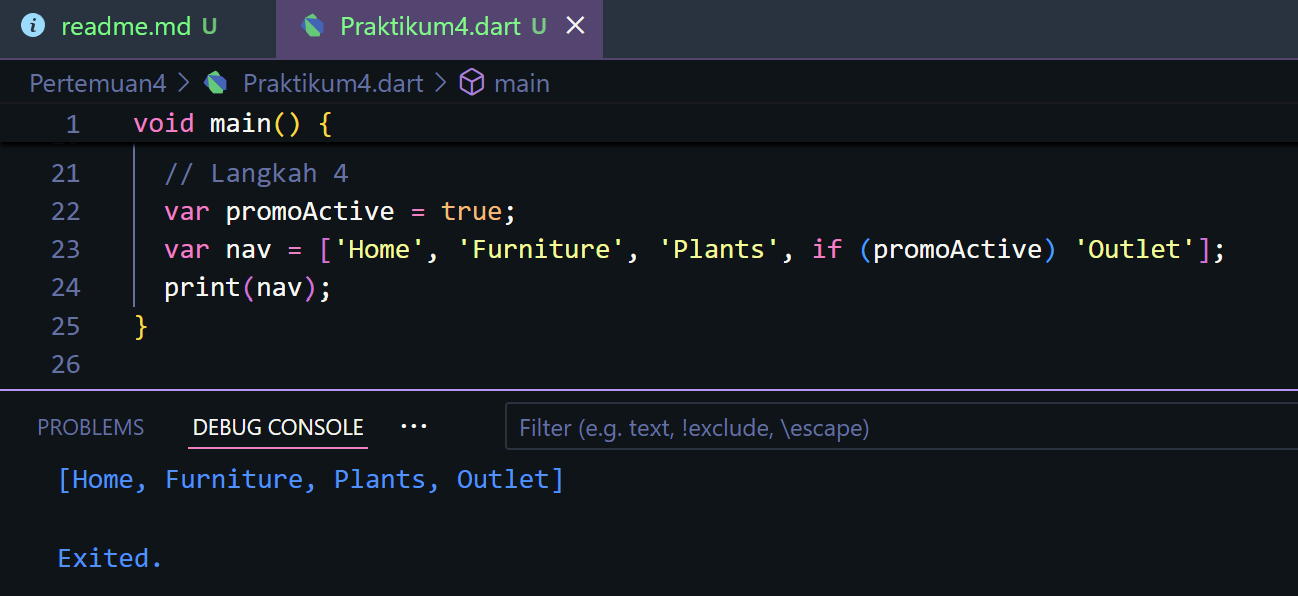 readme.md U Praktikum4.dart U
Pertemuan4 > Praktikum4.dart > main
1 void main() {
21 // Langkah 4
22 var promoActive = true;
23 var nav = ['Home', 'Furniture', 'Plants', if (promoActive) 'Outlet'];
24 print(nav);
25 }
26
PROBLEMS DEBUG CONSOLE ··· Filter (e.g. text, !exclude, \escape)
[Home, Furniture, Plants, Outlet]
Exited.